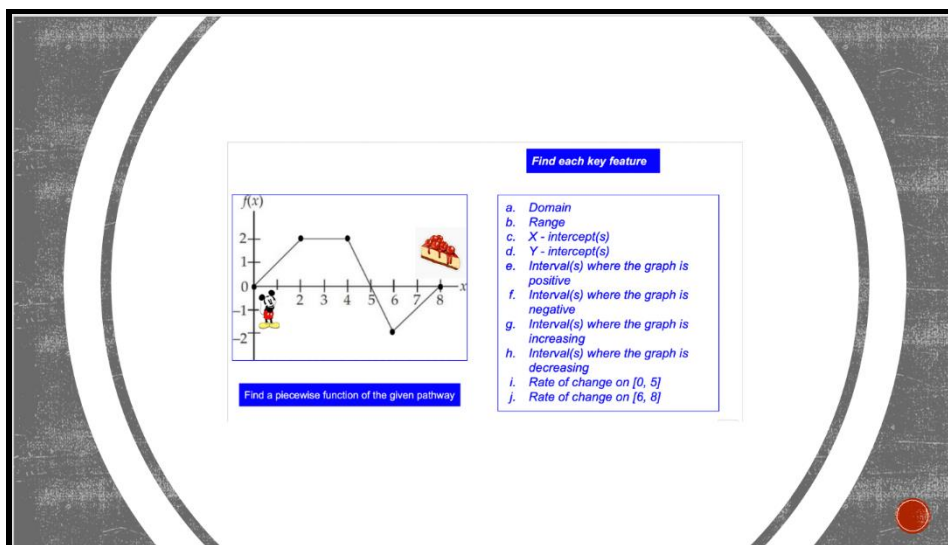 Find each key feature
f(x)
2
1
0
-1
-2
2 3 4 5 6 7 8 x
Find a piecewise function of the given pathway
a. Domain
b. Range
c. X - intercept(s)
d. Y - intercept(s)
e. Interval(s) where the graph is
positive
f. Interval(s) where the graph is
negative
g. Interval(s) where the graph is
increasing
h. Interval(s) where the graph is
decreasing
i. Rate of change on [0, 5]
j. Rate of change on [6, 8]